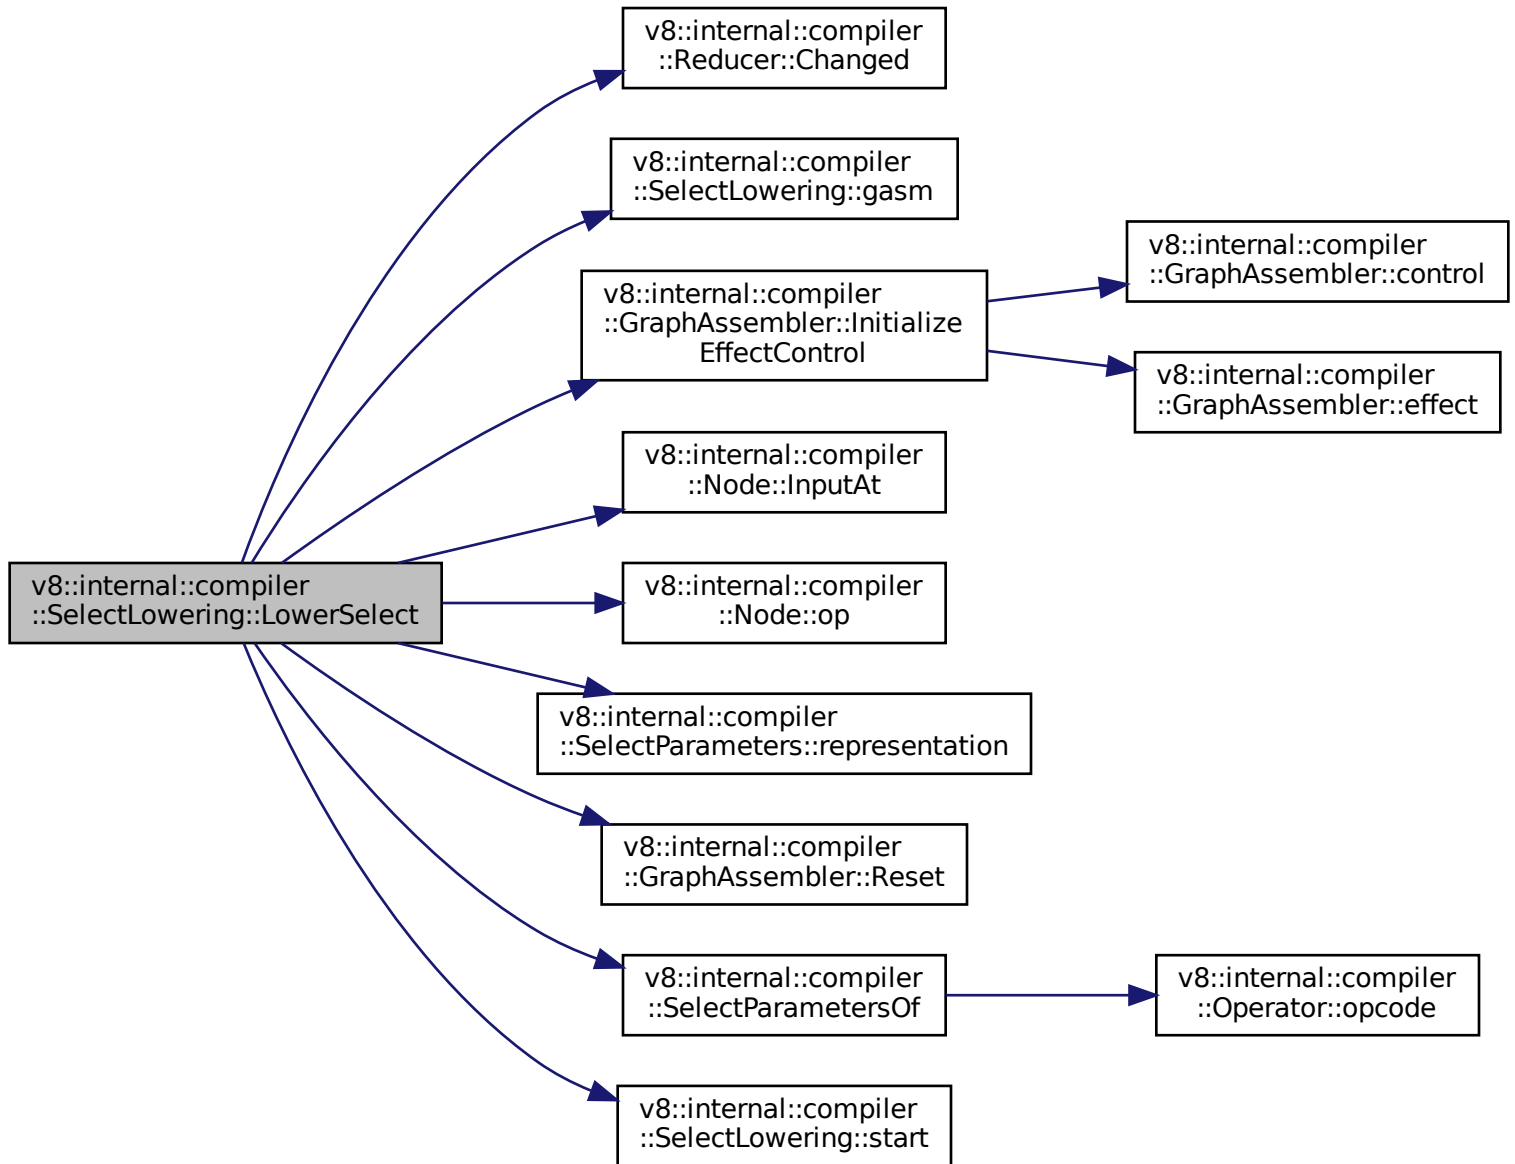 v8::internal::compiler
::Reducer::Changed
v8::internal::compiler
::SelectLowering::gasm
v8::internal::compiler
::GraphAssembler::control
v8::internal::compiler
::GraphAssembler::Initialize
EffectControl
v8::internal::compiler
::GraphAssembler::effect
v8::internal::compiler
::Node::InputAt
v8::internal::compiler
::SelectLowering::LowerSelect
v8::internal::compiler
::Node::op
v8::internal::compiler
::SelectParameters::representation
v8::internal::compiler
::GraphAssembler::Reset
v8::internal::compiler
::SelectParametersOf
v8::internal::compiler
::Operator::opcode
v8::internal::compiler
::SelectLowering::start